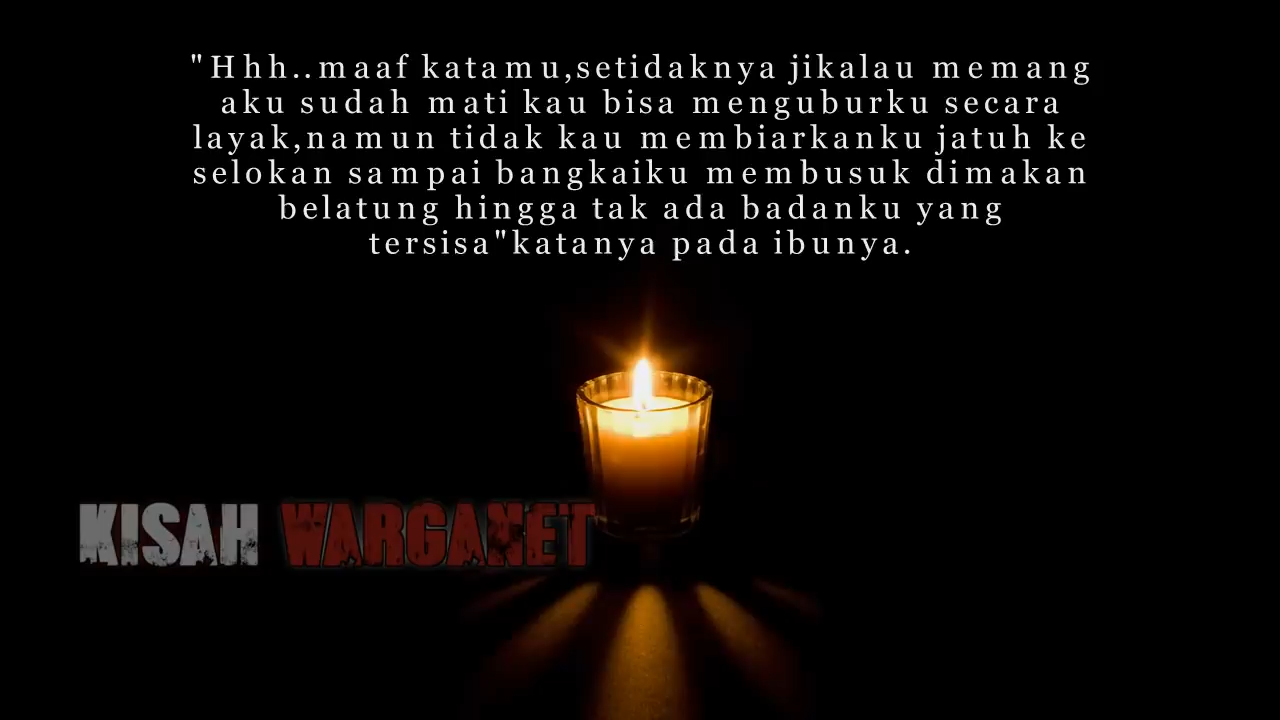 "Hhh..maaf katamu,setidaknya jikalau memang
aku sudah mati kau bisa menguburku secara
layak,namun tidak kau membiarkanku jatuh ke
selokan sampai bangkaiku membusuk dimakan
belatung hingga tak ada badanku yang
tersisa"katanya pada ibunya.
KISAH WARGANET